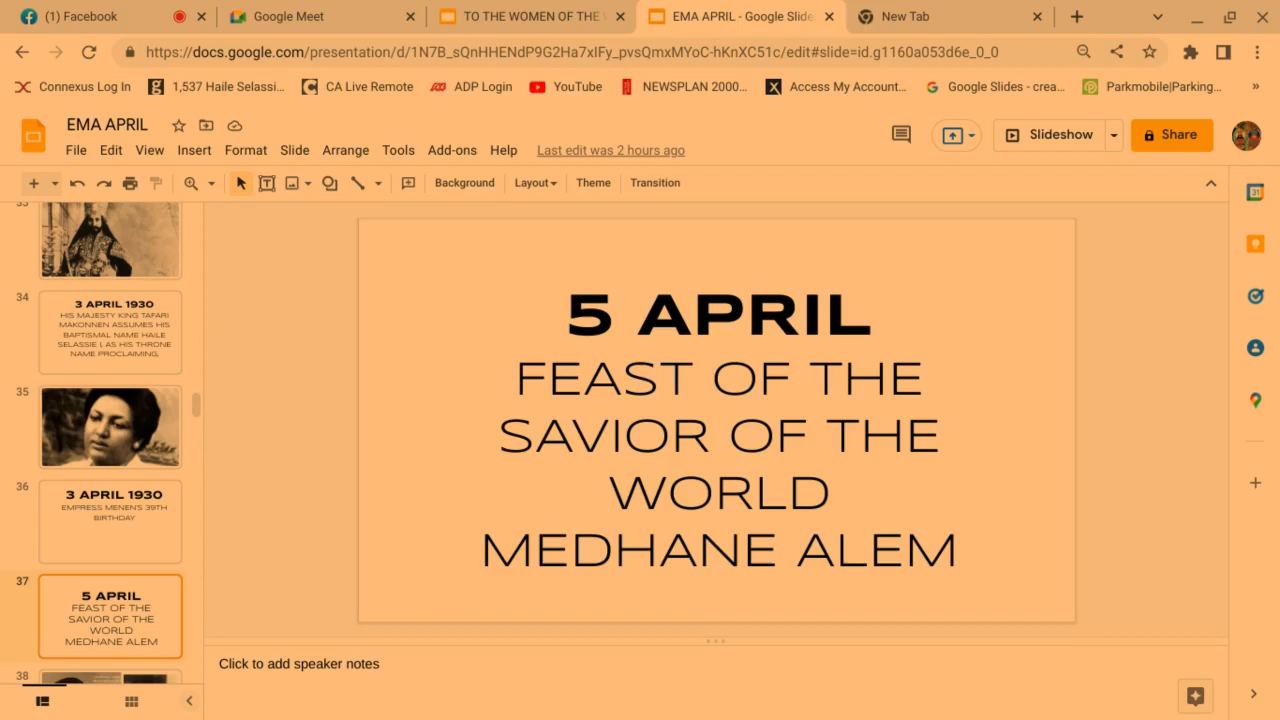 (1) Facebook
Google Meet
TO THE WOMEN OF THE
EMA APRIL - Google Slide
New Tab
https://docs.google.com/presentation/d/1N7B_sQnHHENdP9G2Ha7xIFy_pvsQmxMYoC-hKnXC51c/edit#slide=id.g1160a053d6e_0_0
Connexus Log In
1,537 Haile Selassi...
CA Live Remote
ADP Login
YouTube
NEWSPLAN 2000...
Access My Account...
Google Slides - crea...
Parkmobile|Parking...
»
EMA APRIL
File Edit View Insert Format Slide Arrange Tools Add-ons Help Last edit was 2 hours ago
Slideshow
Share
Background Layout Theme Transition
33
34
3 APRIL 1930
HIS MAJESTY KING TAFARI
MAKONNEN ASSUMES HIS
BAPTISMAL NAME HAILE
SELASSIE I, AS HIS THRONE
NAME PROCLAIMING,
35
36
3 APRIL 1930
EMPRESS MENEN'S 39TH
BIRTHDAY
37
5 APRIL
FEAST OF THE
SAVIOR OF THE
WORLD
MEDHANE ALEM
38
5 APRIL
FEAST OF THE
SAVIOR OF THE
WORLD
MEDHANE ALEM
Click to add speaker notes
31